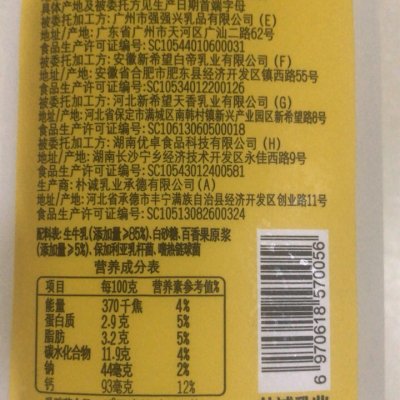 具体产地及被委托方见生产日期首端字母
被委托加工方:广州市强强兴乳品有限公司(E)
地址/产地:广东省广州市天河区广汕二路62号
食品生产许可证编号:SC10544010600031
被委托加工方:安徽新希望白帝乳业有限公司(F)
地址/产地:安徽省合肥市肥东县经济开发区镇西路55号
食品生产许可证编号:SC10534012200126
被委托加工方:河北新希望天香乳业有限公司(G)
地址/产地:河北省保定市满城区南韩村镇新兴产业园区新希望路8号
食品生产许可证编号:SC10613060500018
被委托加工方:湖南优卓食品科技有限公司(H)
地址/产地:湖南长沙宁乡经济技术开发区永佳西路9号
食品生产许可证编号:SC10543012400581
生产商:朴诚乳业承德有限公司(A)
地址/产地:河北省承德市丰宁满族自治县经济开发区创业路11号
食品生产许可证编号:SC10513082600324
配料表:生牛乳(添加量≥85%),白砂糖,百香果原浆
(添加量≥5%),保加利亚乳杆菌,嗜热链球菌
营养成分表
项目 每100克 营养素参考值%
能量 370千焦 4%
蛋白质 2.9克 5%
脂肪 3.2克 5%
碳水化合物 11.9克 4%
钠 44毫克 2%
钙 93毫克 12%
6 970618 570056